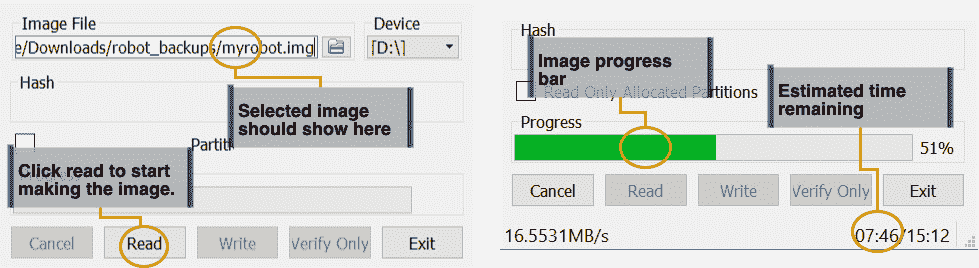 Image File
Device
e/Downloads/robot_backups/myrobot.img
[D:\]
Hash
Selected image
should show here
Partiti
Click read to start
making the image.
Cancel
Read
Write
Verify Only
Exit
Hash
Image progress
bar
Read Only Allocated Partitions
Estimated time
remaining
Progress
51%
Cancel
Read
Write
Verify Only
Exit
16.5531MB/s
07:46/15:12